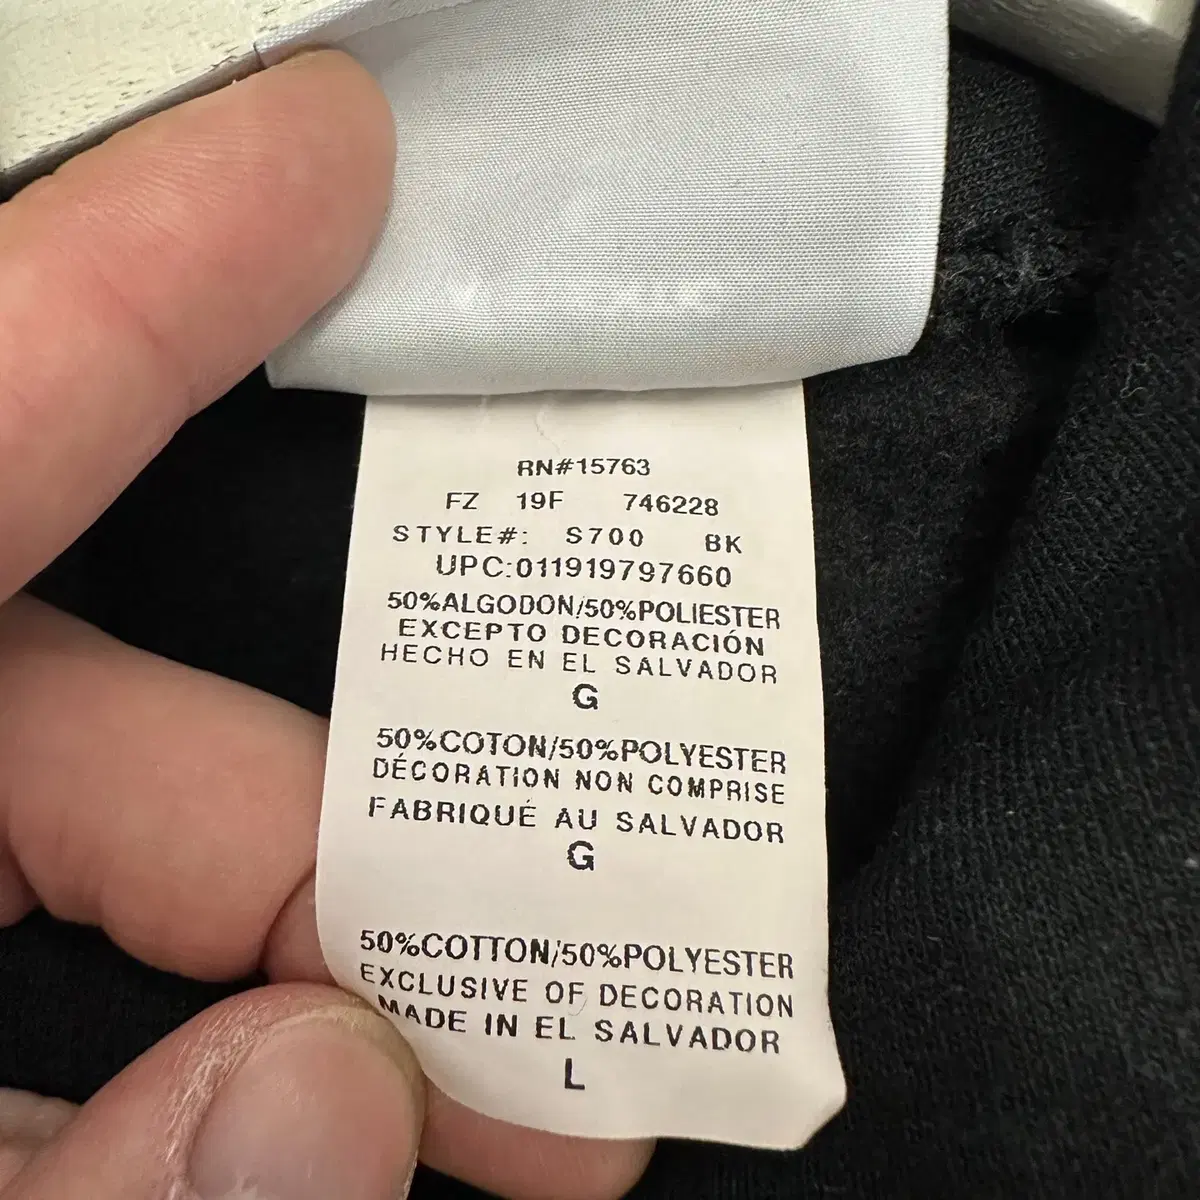 RN#15763
FZ 19F 746228
STYLE#: S700 BK
UPC:011919797660
50%ALGODON/50%POLIESTER
EXCEPTO DECORACIÓN
HECHO EN EL SALVADOR
G
50%COTON/50%POLYESTER
DÉCORATION NON COMPRISE
FABRIQUÉ AU SALVADOR
G
50%COTTON/50%POLYESTER
EXCLUSIVE OF DECORATION
MADE IN EL SALVADOR
L